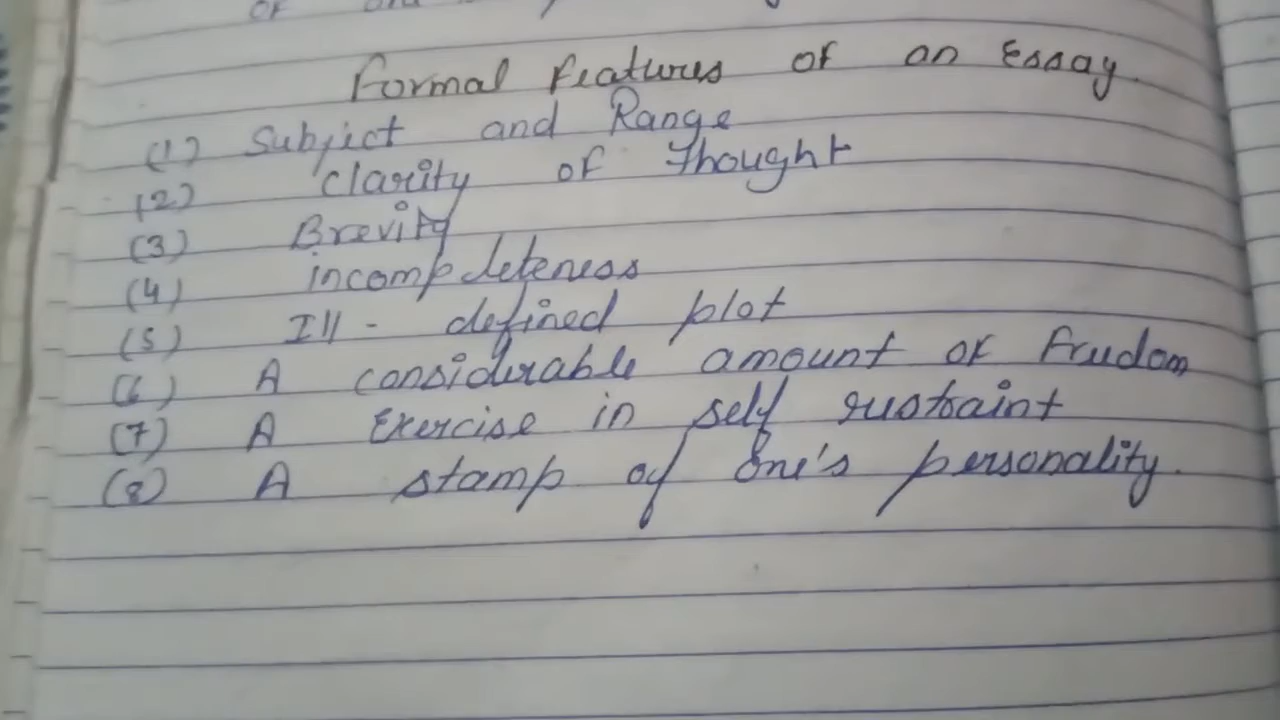 Formal features of an Essay.
(1) Subject and Range
(2) clarity of Thought
(3) Brevity
(4) incompleteness
(5) Ill-defined plot
(6) A considerable amount of freedom
(7) A Exercise in self restraint
(8) A stamp of one's personality.